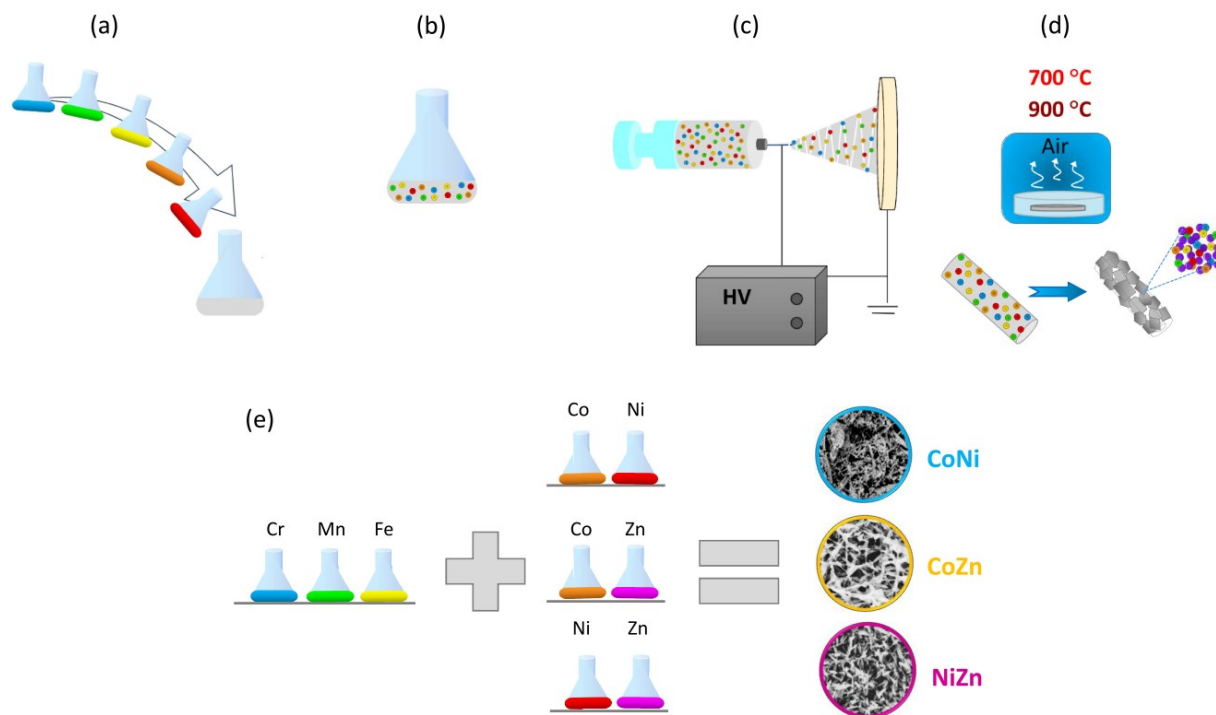 (a)
(b)
(c)
(d)
700 °C
900 °C
Air
HV
(e)
Co Ni
CoNi
Cr Mn Fe
Co Zn
CoZn
Ni Zn
NiZn